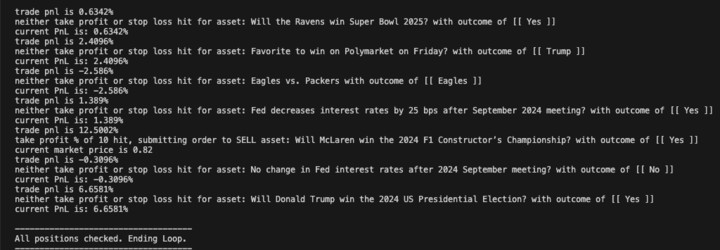 trade pnl is 0.6342%
neither take profit or stop loss hit for asset: Will the Ravens win Super Bowl 2025? with outcome of [[ Yes ]]
current PnL is: 0.6342%
trade pnl is 2.4096%
neither take profit or stop loss hit for asset: Favorite to win on Polymarket on Friday? with outcome of [[ Trump ]]
current PnL is: 2.4096%
trade pnl is -2.586%
neither take profit or stop loss hit for asset: Eagles vs. Packers with outcome of [[ Eagles ]]
current PnL is: -2.586%
trade pnl is 1.389%
neither take profit or stop loss hit for asset: Fed decreases interest rates by 25 bps after September 2024 meeting? with outcome of [[ Yes ]]
current PnL is: 1.389%
trade pnl is 12.5002%
take profit % of 10 hit, submitting order to SELL asset: Will McLaren win the 2024 F1 Constructor's Championship? with outcome of [[ Yes ]]
current market price is 0.82
trade pnl is -0.3096%
neither take profit or stop loss hit for asset: No change in Fed interest rates after 2024 September meeting? with outcome of [[ No ]]
current PnL is: -0.3096%
trade pnl is 6.6581%
neither take profit or stop loss hit for asset: Will Donald Trump win the 2024 US Presidential Election? with outcome of [[ Yes ]]
current PnL is: 6.6581%
------------------------------------
All positions checked. Ending Loop.
------------------------------------